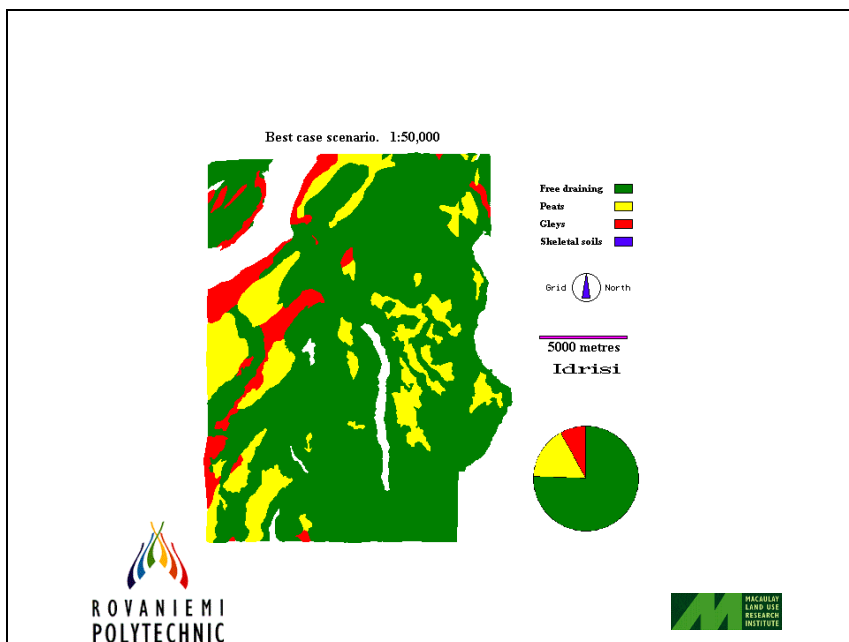 Best case scenario. 1:50,000
Free draining
Peats
Gleys
Skeletal soils
Grid North
5000 metres
Idrisi
ROVANIEMI
POLYTECHNIC
MACAULAY
LAND USE
RESEARCH
INSTITUTE